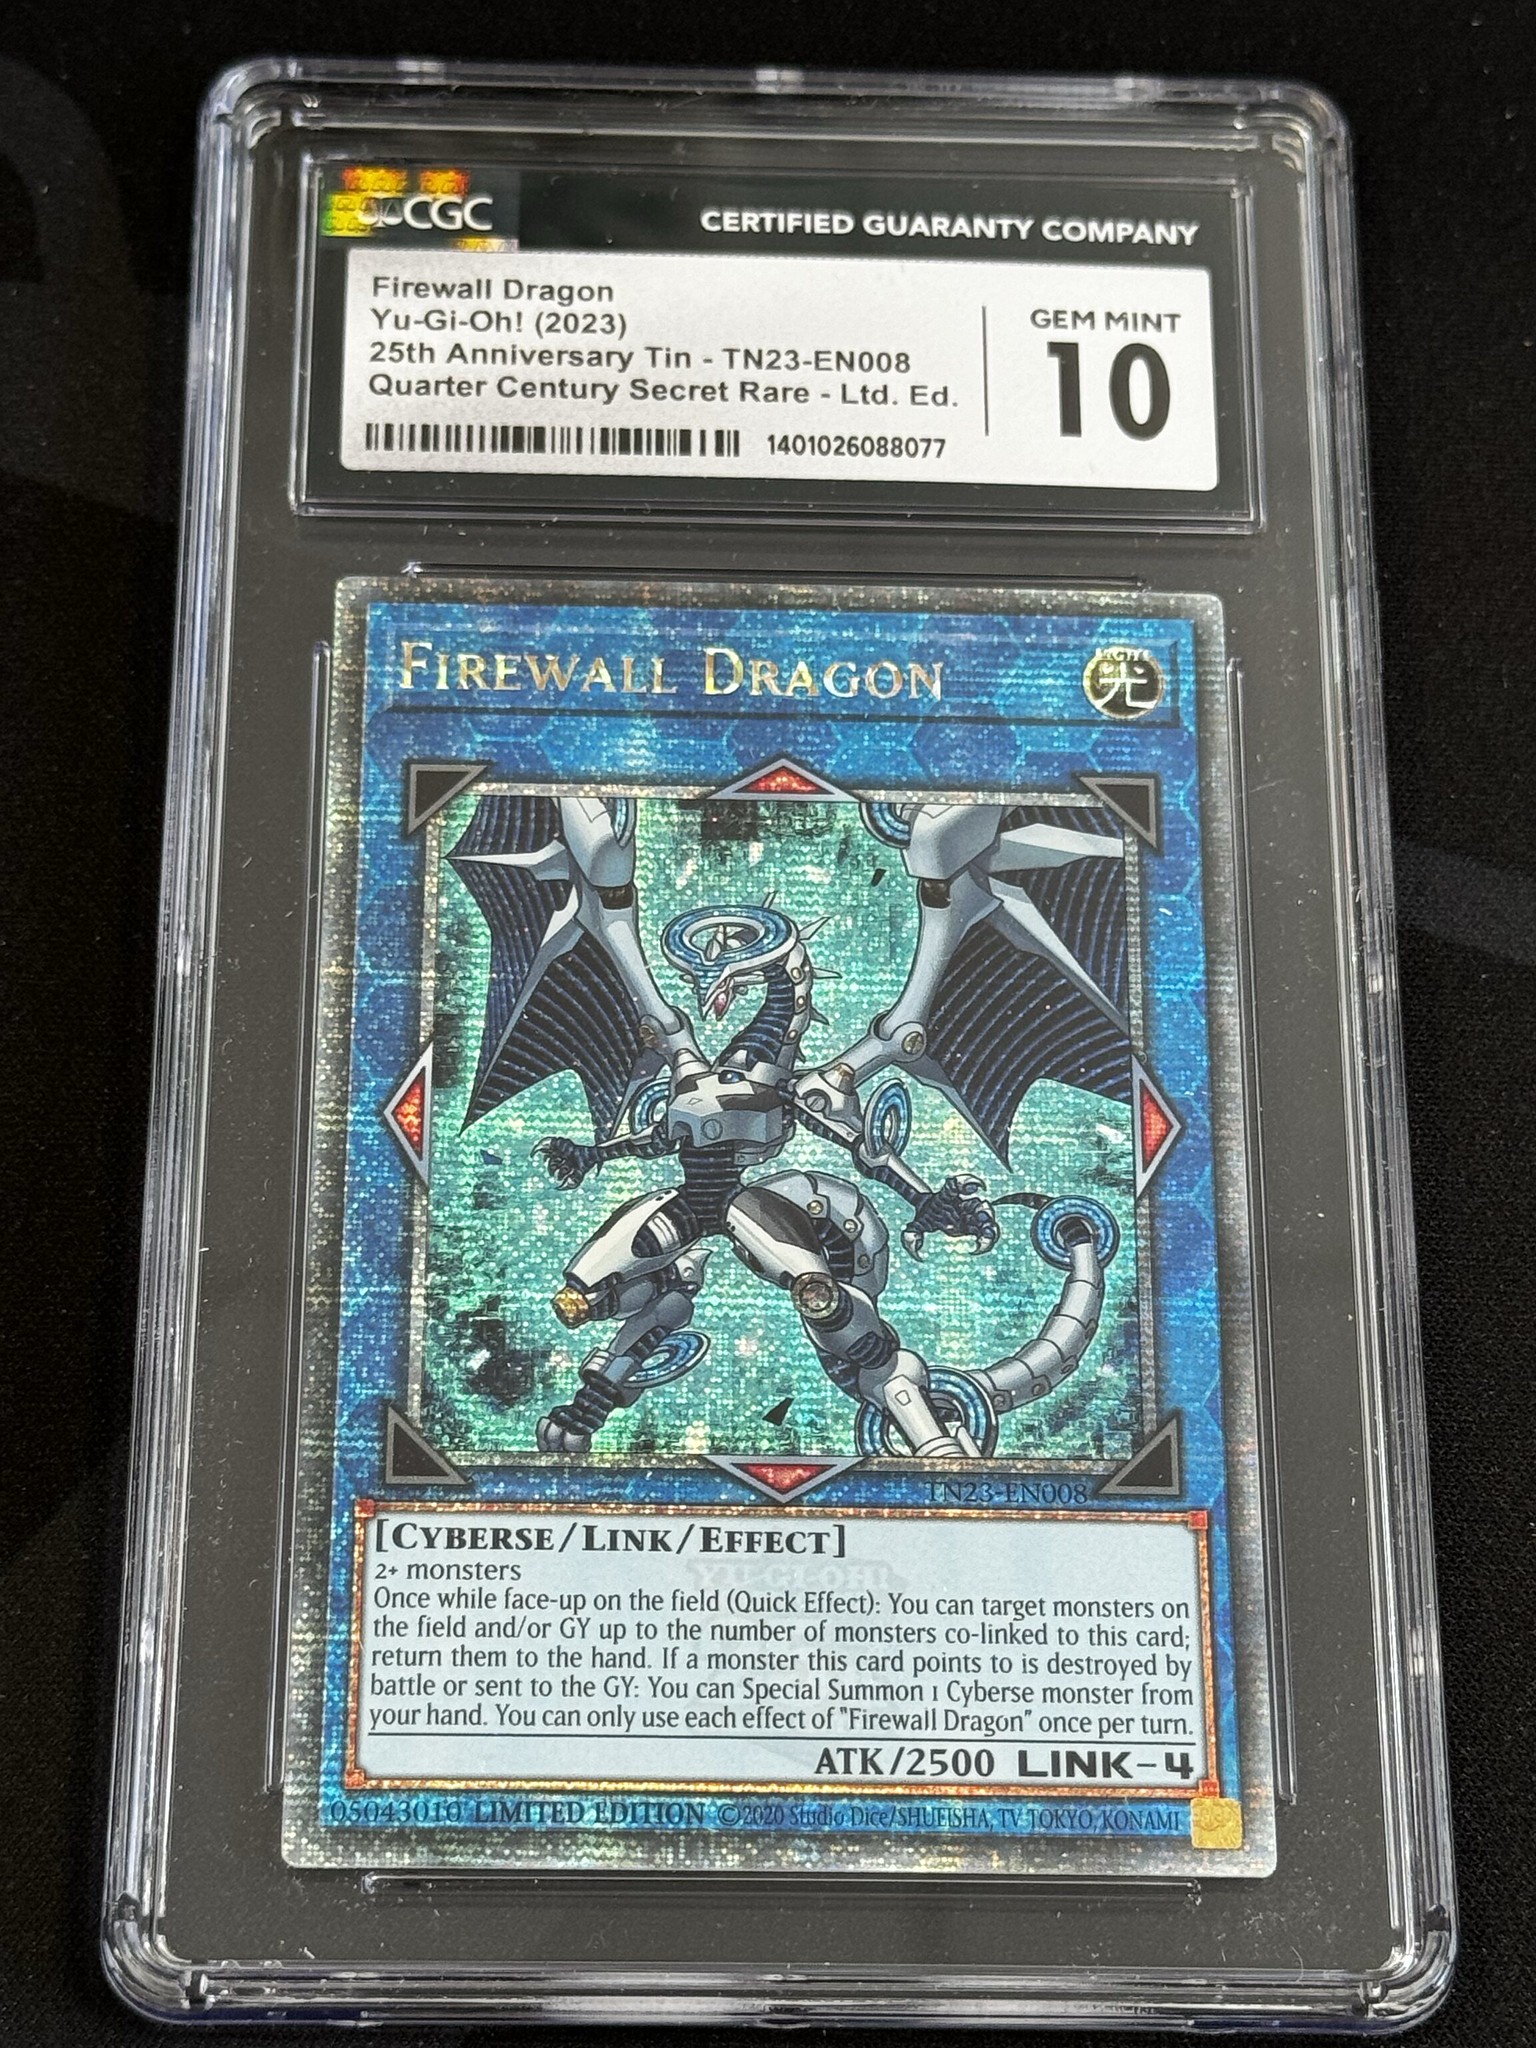 CGC
CERTIFIED GUARANTY COMPANY
Firewall Dragon
Yu-Gi-Oh! (2023)
25th Anniversary Tin - TN23-EN008
Quarter Century Secret Rare - Ltd. Ed.
1401026088077
GEM MINT
10
FIREWALL DRAGON
LIGHT
光
TN23-EN008
[CYBERSE/LINK/EFFECT]
2+ monsters
Once while face-up on the field (Quick Effect): You can target monsters on
the field and/or GY up to the number of monsters co-linked to this card;
return them to the hand. If a monster this card points to is destroyed by
battle or sent to the GY: You can Special Summon 1 Cyberse monster from
your hand. You can only use each effect of "Firewall Dragon" once per turn.
ATK/2500 LINK-4
05043010 LIMITED EDITION ©2020 Studio Dice/SHUEISHA, TV TOKYO, KONAMI